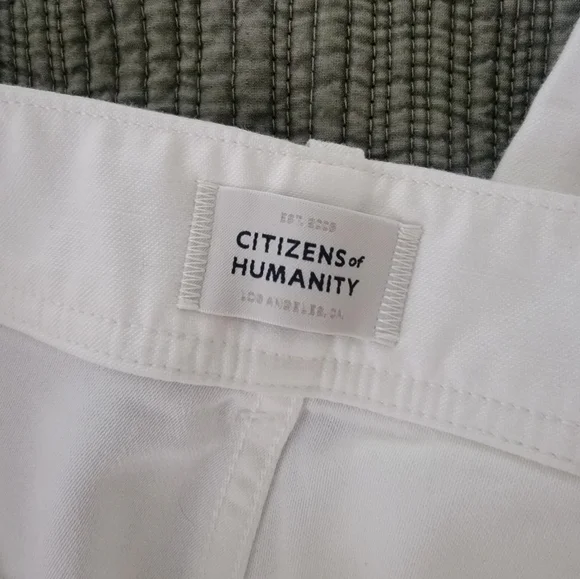 EST. 2003
CITIZENS of
HUMANITY
LOS ANGELES, CA.